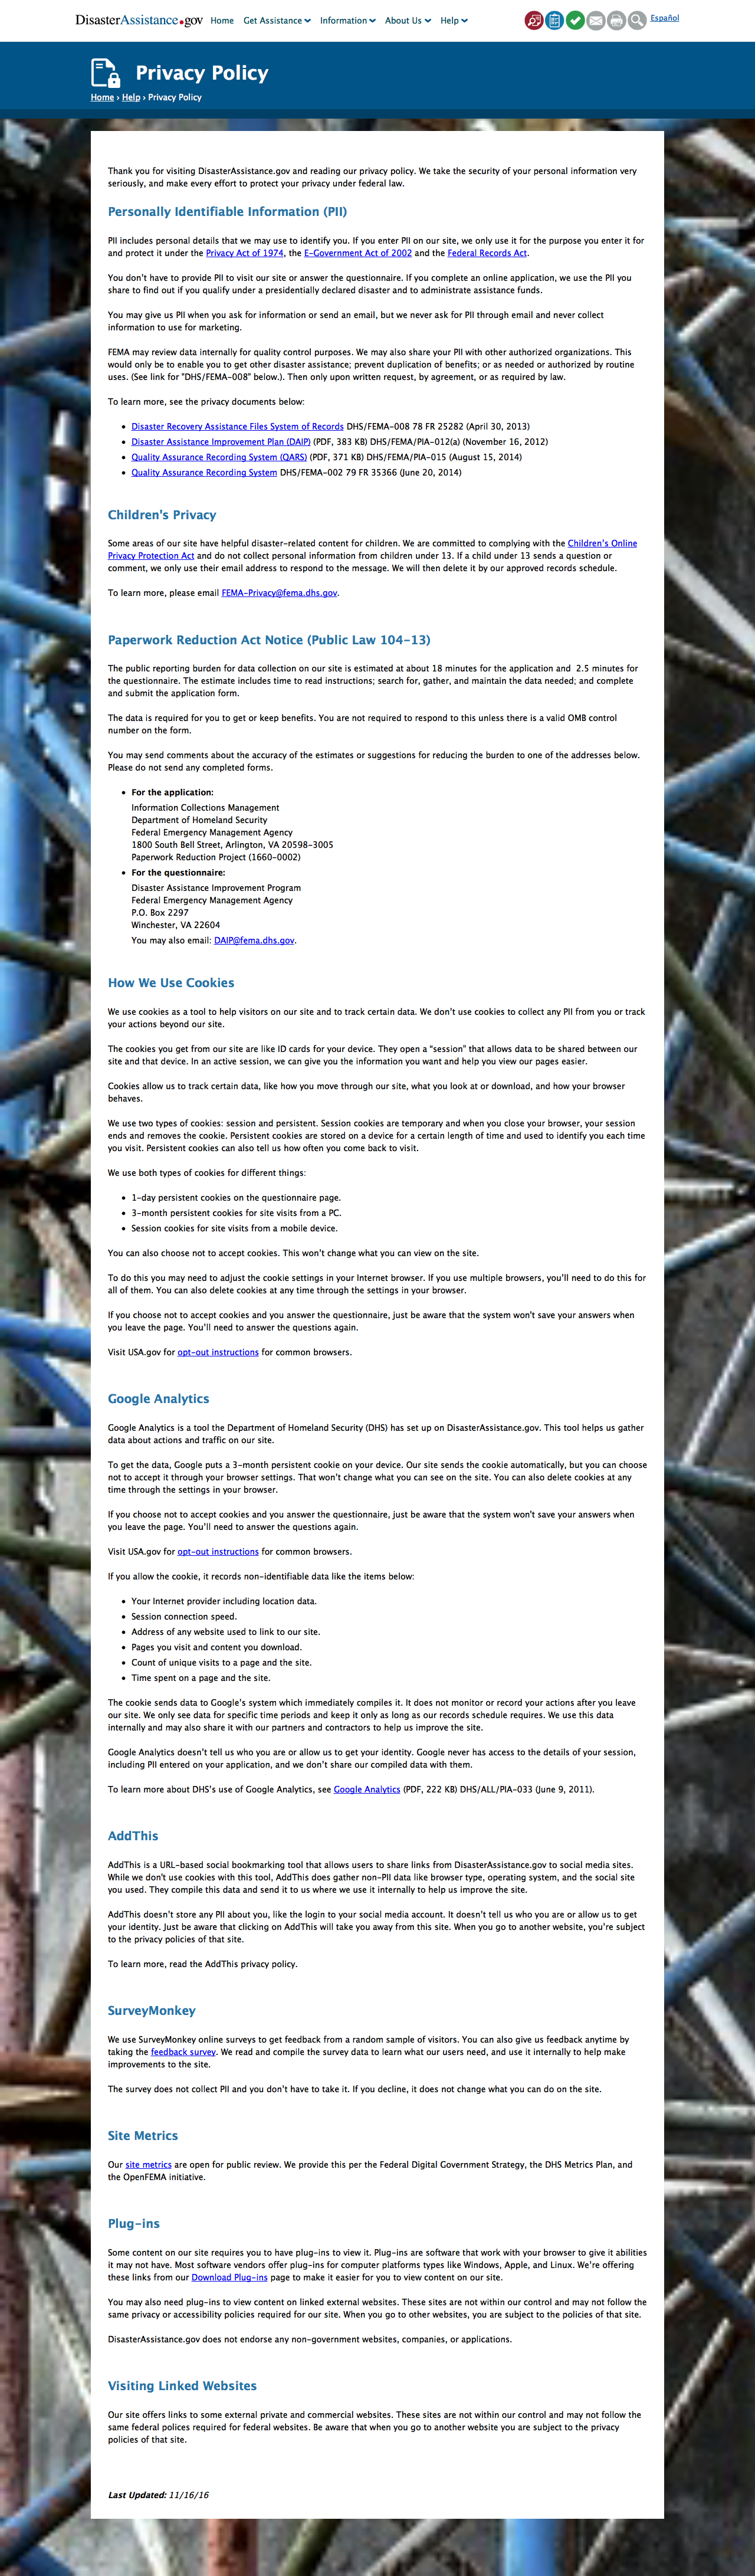 DisasterAssistance.gov Home Get Assistance Information About Us Help Español
Privacy Policy
Home › Help › Privacy Policy
Thank you for visiting DisasterAssistance.gov and reading our privacy policy. We take the security of your personal information very
seriously, and make every effort to protect your privacy under federal law.
Personally Identifiable Information (PII)
PII includes personal details that we may use to identify you. If you enter PII on our site, we only use it for the purpose you enter it for
and protect it under the Privacy Act of 1974, the E-Government Act of 2002 and the Federal Records Act.
You don't have to provide PII to visit our site or answer the questionnaire. If you complete an online application, we use the PII you
share to find out if you qualify under a presidentially declared disaster and to administrate assistance funds.
You may give us PII when you ask for information or send an email, but we never ask for PII through email and never collect
information to use for marketing.
FEMA may review data internally for quality control purposes. We may also share your PII with other authorized organizations. This
would only be to enable you to get other disaster assistance; prevent duplication of benefits; or as needed or authorized by routine
uses. (See link for "DHS/FEMA-008" below.). Then only upon written request, by agreement, or as required by law.
To learn more, see the privacy documents below:
• Disaster Recovery Assistance Files System of Records DHS/FEMA-008 78 FR 25282 (April 30, 2013)
• Disaster Assistance Improvement Plan (DAIP) (PDF, 383 KB) DHS/FEMA/PIA-012(a) (November 16, 2012)
• Quality Assurance Recording System (QARS) (PDF, 371 KB) DHS/FEMA/PIA-015 (August 15, 2014)
• Quality Assurance Recording System DHS/FEMA-002 79 FR 35366 (June 20, 2014)
Children's Privacy
Some areas of our site have helpful disaster-related content for children. We are committed to complying with the Children's Online
Privacy Protection Act and do not collect personal information from children under 13. If a child under 13 sends a question or
comment, we only use their email address to respond to the message. We will then delete it by our approved records schedule.
To learn more, please email FEMA-Privacy@fema.dhs.gov.
Paperwork Reduction Act Notice (Public Law 104-13)
The public reporting burden for data collection on our site is estimated at about 18 minutes for the application and 2.5 minutes for
the questionnaire. The estimate includes time to read instructions; search for, gather, and maintain the data needed; and complete
and submit the application form.
The data is required for you to get or keep benefits. You are not required to respond to this unless there is a valid OMB control
number on the form.
You may send comments about the accuracy of the estimates or suggestions for reducing the burden to one of the addresses below.
Please do not send any completed forms.
• For the application:
Information Collections Management
Department of Homeland Security
Federal Emergency Management Agency
1800 South Bell Street, Arlington, VA 20598-3005
Paperwork Reduction Project (1660-0002)
• For the questionnaire:
Disaster Assistance Improvement Program
Federal Emergency Management Agency
P.O. Box 2297
Winchester, VA 22604
You may also email: DAIP@fema.dhs.gov.
How We Use Cookies
We use cookies as a tool to help visitors on our site and to track certain data. We don't use cookies to collect any PII from you or track
your actions beyond our site.
The cookies you get from our site are like ID cards for your device. They open a "session" that allows data to be shared between our
site and that device. In an active session, we can give you the information you want and help you view our pages easier.
Cookies allow us to track certain data, like how you move through our site, what you look at or download, and how your browser
behaves.
We use two types of cookies: session and persistent. Session cookies are temporary and when you close your browser, your session
ends and removes the cookie. Persistent cookies are stored on a device for a certain length of time and used to identify you each time
you visit. Persistent cookies can also tell us how often you come back to visit.
We use both types of cookies for different things:
• 1-day persistent cookies on the questionnaire page.
• 3-month persistent cookies for site visits from a PC.
• Session cookies for site visits from a mobile device.
You can also choose not to accept cookies. This won't change what you can view on the site.
To do this you may need to adjust the cookie settings in your Internet browser. If you use multiple browsers, you'll need to do this for
all of them. You can also delete cookies at any time through the settings in your browser.
If you choose not to accept cookies and you answer the questionnaire, just be aware that the system won't save your answers when
you leave the page. You'll need to answer the questions again.
Visit USA.gov for opt-out instructions for common browsers.
Google Analytics
Google Analytics is a tool the Department of Homeland Security (DHS) has set up on DisasterAssistance.gov. This tool helps us gather
data about actions and traffic on our site.
To get the data, Google puts a 3-month persistent cookie on your device. Our site sends the cookie automatically, but you can choose
not to accept it through your browser settings. That won't change what you can see on the site. You can also delete cookies at any
time through the settings in your browser.
If you choose not to accept cookies and you answer the questionnaire, just be aware that the system won't save your answers when
you leave the page. You'll need to answer the questions again.
Visit USA.gov for opt-out instructions for common browsers.
If you allow the cookie, it records non-identifiable data like the items below:
• Your Internet provider including location data.
• Session connection speed.
• Address of any website used to link to our site.
• Pages you visit and content you download.
• Count of unique visits to a page and the site.
• Time spent on a page and the site.
The cookie sends data to Google's system which immediately compiles it. It does not monitor or record your actions after you leave
our site. We only see data for specific time periods and keep it only as long as our records schedule requires. We use this data
internally and may also share it with our partners and contractors to help us improve the site.
Google Analytics doesn't tell us who you are or allow us to get your identity. Google never has access to the details of your session,
including PII entered on your application, and we don't share our compiled data with them.
To learn more about DHS's use of Google Analytics, see Google Analytics (PDF, 222 KB) DHS/ALL/PIA-033 (June 9, 2011).
AddThis
AddThis is a URL-based social bookmarking tool that allows users to share links from DisasterAssistance.gov to social media sites.
While we don't use cookies with this tool, AddThis does gather non-PII data like browser type, operating system, and the social site
you used. They compile this data and send it to us where we use it internally to help us improve the site.
AddThis doesn't store any PII about you, like the login to your social media account. It doesn't tell us who you are or allow us to get
your identity. Just be aware that clicking on AddThis will take you away from this site. When you go to another website, you're subject
to the privacy policies of that site.
To learn more, read the AddThis privacy policy.
SurveyMonkey
We use SurveyMonkey online surveys to get feedback from a random sample of visitors. You can also give us feedback anytime by
taking the feedback survey. We read and compile the survey data to learn what our users need, and use it internally to help make
improvements to the site.
The survey does not collect PII and you don't have to take it. If you decline, it does not change what you can do on the site.
Site Metrics
Our site metrics are open for public review. We provide this per the Federal Digital Government Strategy, the DHS Metrics Plan, and
the OpenFEMA initiative.
Plug-ins
Some content on our site requires you to have plug-ins to view it. Plug-ins are software that work with your browser to give it abilities
it may not have. Most software vendors offer plug-ins for computer platforms types like Windows, Apple, and Linux. We're offering
these links from our Download Plug-ins page to make it easier for you to view content on our site.
You may also need plug-ins to view content on linked external websites. These sites are not within our control and may not follow the
same privacy or accessibility policies required for our site. When you go to other websites, you are subject to the policies of that site.
DisasterAssistance.gov does not endorse any non-government websites, companies, or applications.
Visiting Linked Websites
Our site offers links to some external private and commercial websites. These sites are not within our control and may not follow the
same federal polices required for federal websites. Be aware that when you go to another website you are subject to the privacy
policies of that site.
Last Updated: 11/16/16